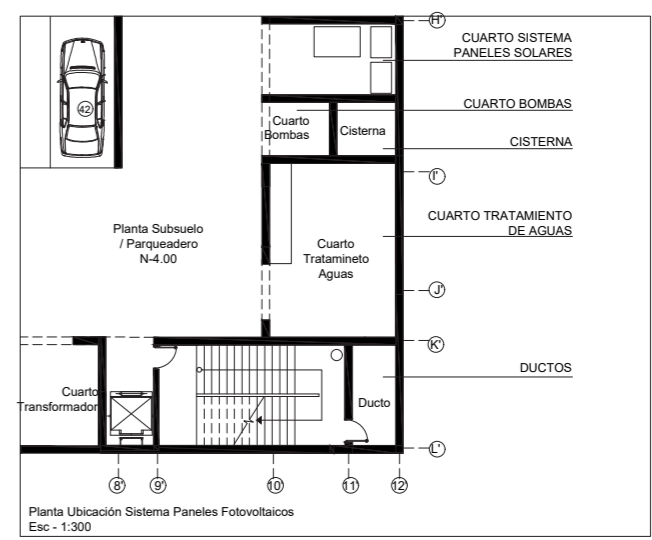 H'
CUARTO SISTEMA
PANELES SOLARES
42
CUARTO BOMBAS
Cuarto
Bombas
Cisterna
CISTERNA
I'
CUARTO TRATAMIENTO
DE AGUAS
Planta Subsuelo
/ Parqueadero
N-4.00
Cuarto
Tratamineto
Aguas
J'
K'
DUCTOS
Cuarto
Transformador
Ducto
L'
8'
9'
10'
11'
12'
Planta Ubicación Sistema Paneles Fotovoltaicos
Esc - 1:300